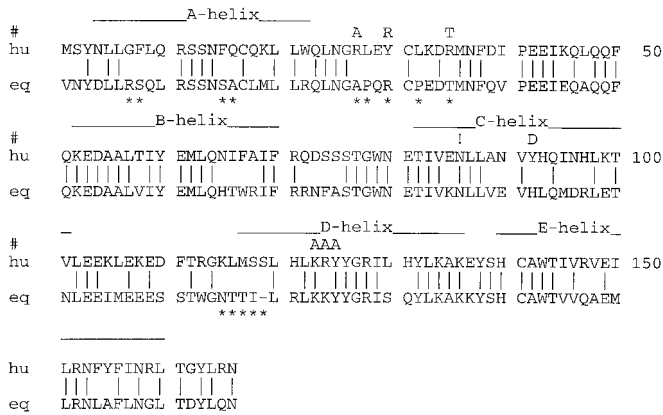 A-helix
# A R T
hu MSYNLLGFLQ RSSNFQCQKL LWQLNGRLEY CLKDRMNFDI PEEIKQLQQF 50
eq VNYDLLRSQL RSSNSACLML LRQLNGAPQR CPEDTMNFQV PEEIEQAQQF
** ** *** * *
B-helix C-helix
# I D
hu QKEDAALTIY EMLQNIFAIF RQDSSSTGWN ETIVENLLAN VYHQINHLKT 100
eq QKEDAALVIY EMLQHTWRIF RRNFASTGWN ETIVKNLLVE VHLQMDRLET
D-helix E-helix
# AAA
hu VLEEKLEKED FTRGKLMSSL HLKRYYGRIL HYLKAKEYSH CAWTIVRVEI 150
eq NLEEIMEEES STWGNTTI-L RLKKYYGRIS QYLKAKKYSH CAWTVVQAEM
*****
hu LRNFYFINRL TGYLRN
eq LRNLAFLNGL TDYLQN